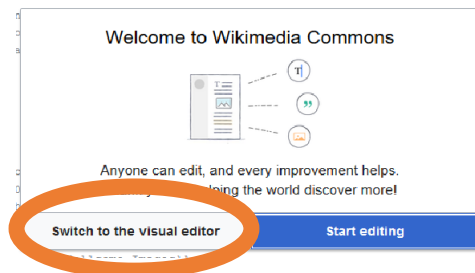 Welcome to Wikimedia Commons
T
Anyone can edit, and every improvement helps.
the world discover more!
Switch to the visual editor
Start editing